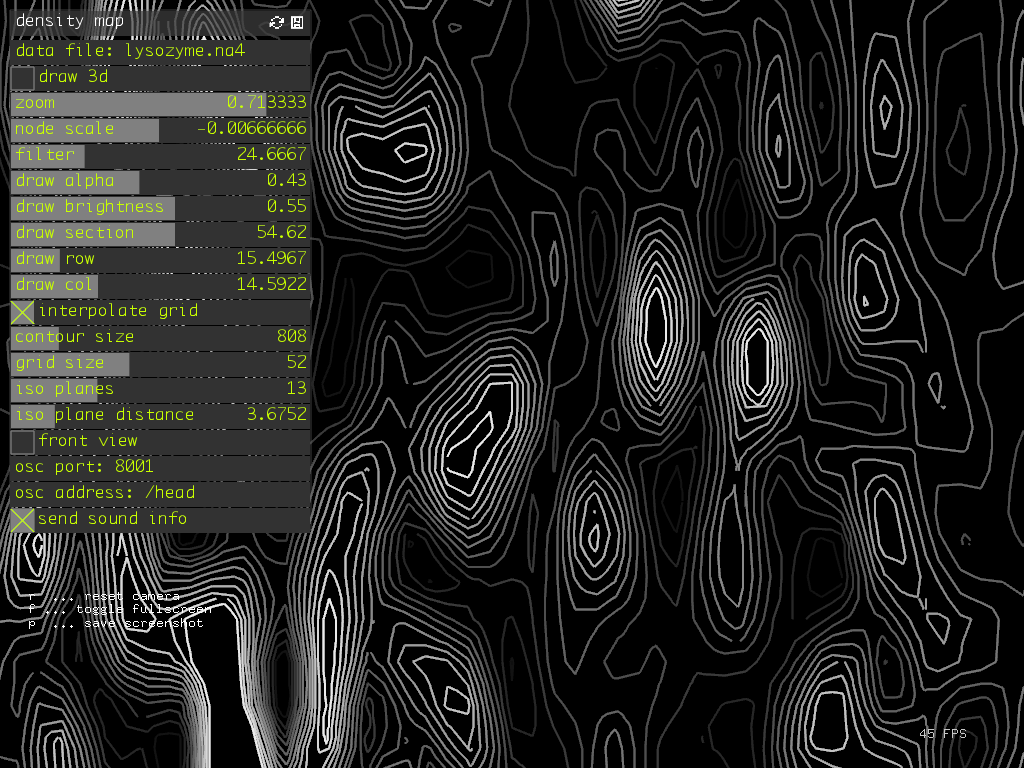 density map
data file: lysozyme.na4
draw 3d
zoom 0.713333
node scale -0.00666666
filter 24.6667
draw alpha 0.43
draw brightness 0.55
draw section 54.62
draw row 15.4967
draw col 14.5922
interpolate grid
contour size 808
grid size 52
iso planes 13
iso plane distance 3.6752
front view
osc port: 8001
osc address: /head
send sound info
r .... reset camera
f ... toggle fullscreen
p ... save screenshot
45 FPS